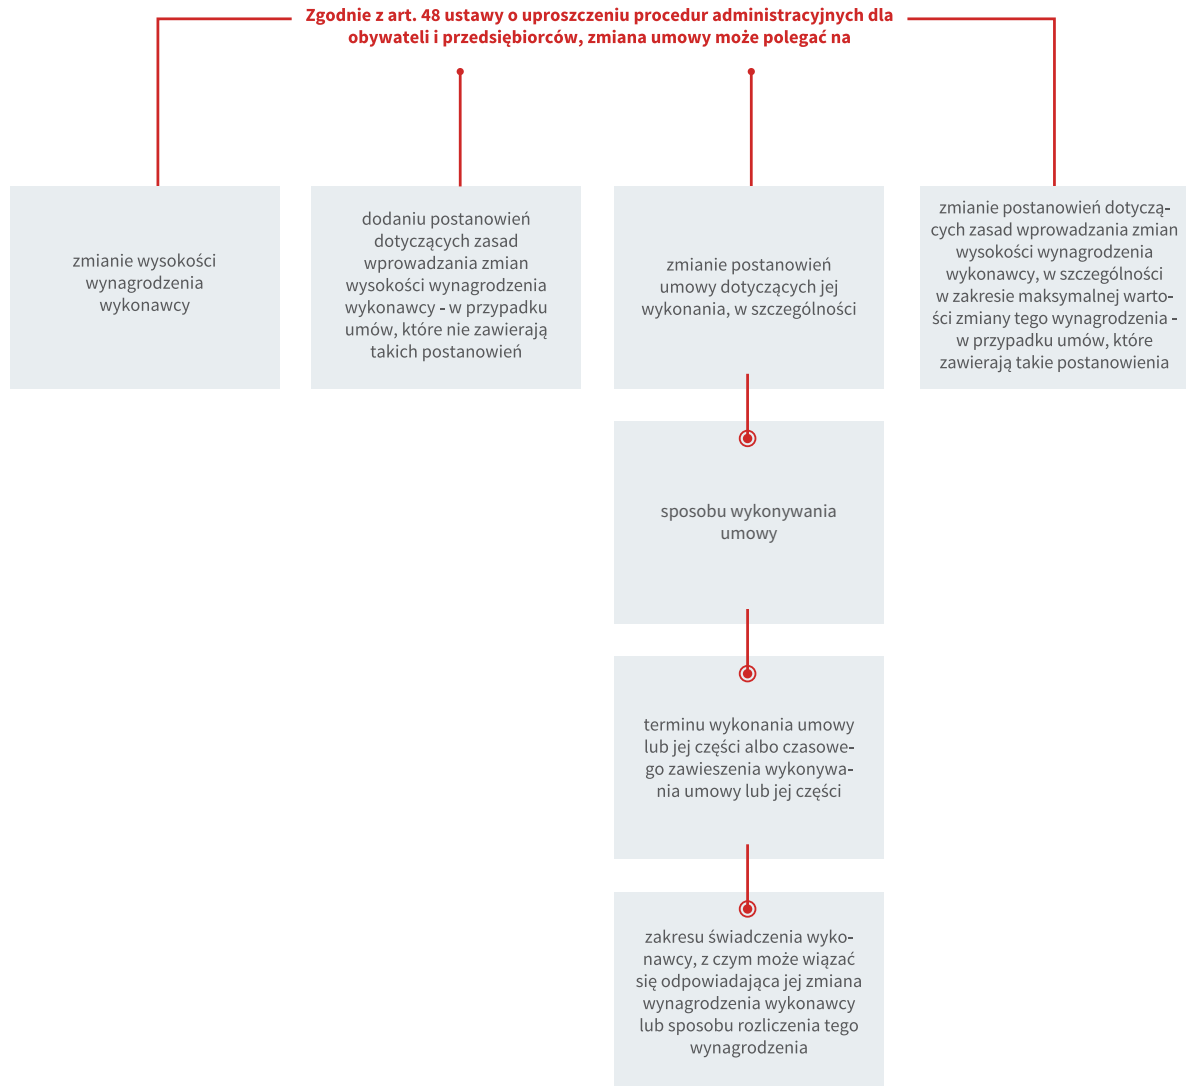 Zgodnie z art. 48 ustawy o uproszczeniu procedur administracyjnych dla
obywateli i przedsiębiorców, zmiana umowy może polegać na
zmianie wysokości
wynagrodzenia
wykonawcy
dodaniu postanowień
dotyczących zasad
wprowadzania zmian
wysokości wynagrodzenia
wykonawcy - w przypadku
umów, które nie zawierają
takich postanowień
zmianie postanowień
umowy dotyczących jej
wykonania, w szczególności
zmianie postanowień dotyczą-
cych zasad wprowadzania zmian
wysokości wynagrodzenia
wykonawcy, w szczególności
w zakresie maksymalnej warto-
ści zmiany tego wynagrodzenia -
w przypadku umów, które
zawierają takie postanowienia
sposobu wykonywania
umowy
terminu wykonania umowy
lub jej części albo czasowe-
go zawieszenia wykonywa-
nia umowy lub jej części
zakresu świadczenia wyko-
nawcy, z czym może wiązać
się odpowiadająca jej zmiana
wynagrodzenia wykonawcy
lub sposobu rozliczenia tego
wynagrodzenia